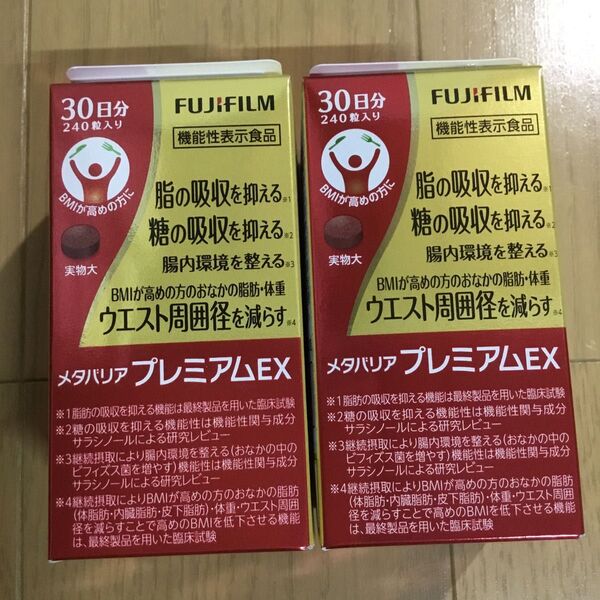 30日分
240粒入り
FUJIFILM
機能性表示食品
BMIが高めの方に
脂の吸収を抑える※1
糖の吸収を抑える※2
腸内環境を整える※3
実物大
BMIが高めの方のおなかの脂肪・体重
ウエスト周囲径を減らす※4
メタバリア プレミアムEX
※1脂肪の吸収を抑える機能は最終製品を用いた臨床試験
※2糖の吸収を抑える機能性は機能性関与成分
サラシノールによる研究レビュー
※3継続摂取により腸内環境を整える(おなかの中の
ビフィズス菌を増やす)機能性は機能性関与成分
サラシノールによる研究レビュー
※4継続摂取によりBMIが高めの方のおなかの脂肪
(体脂肪・内臓脂肪・皮下脂肪)・体重・ウエスト周囲
径を減らすことで高めのBMIを低下させる機能
は、最終製品を用いた臨床試験
30日分
240粒入り
FUJIFILM
機能性表示食品
BMIが高めの方に
脂の吸収を抑える※1
糖の吸収を抑える※2
腸内環境を整える※3
実物大
BMIが高めの方のおなかの脂肪・体重
ウエスト周囲径を減らす※4
メタバリア プレミアムEX
※1脂肪の吸収を抑える機能は最終製品を用いた臨床試験
※2糖の吸収を抑える機能性は機能性関与成分
サラシノールによる研究レビュー
※3継続摂取により腸内環境を整える(おなかの中の
ビフィズス菌を増やす)機能性は機能性関与成分
サラシノールによる研究レビュー
※4継続摂取によりBMIが高めの方のおなかの脂肪
(体脂肪・内臓脂肪・皮下脂肪)・体重・ウエスト周囲
径を減らすことで高めのBMIを低下させる機能
は、最終製品を用いた臨床試験